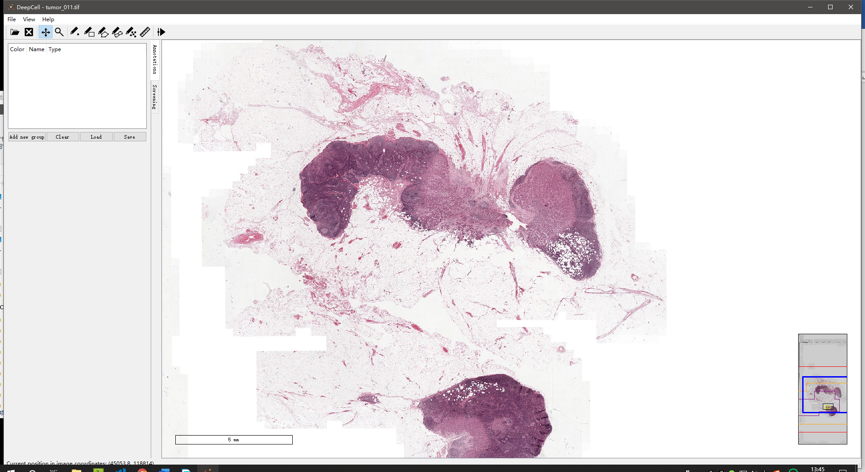 DeepCell - tumor_011.tif
File View Help
Color Name Type
Annotations
Screening
Add new group Clear Load Save
5 mm
Current position in image coordinates: (45053.8, 118814)
13:45